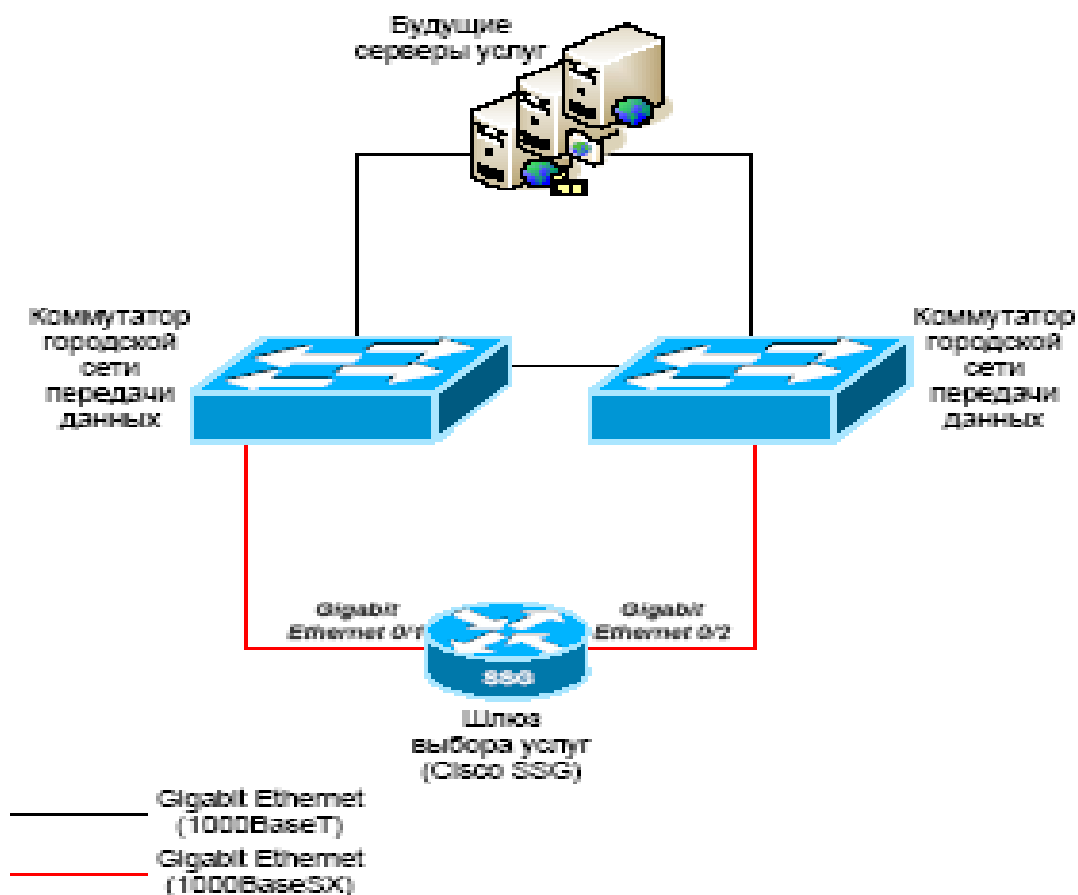 Будущие
серверы услуг
Коммутатор
городской
сети
передачи
данных
Коммутатор
городской
сети
передачи
данных
Gigabit
Ethernet 0/1
Gigabit
Ethernet 0/2
SSG
Шлюз
выбора услуг
(Cisco SSG)
Gigabit Ethernet
(1000BaseT)
Gigabit Ethernet
(1000BaseSX)